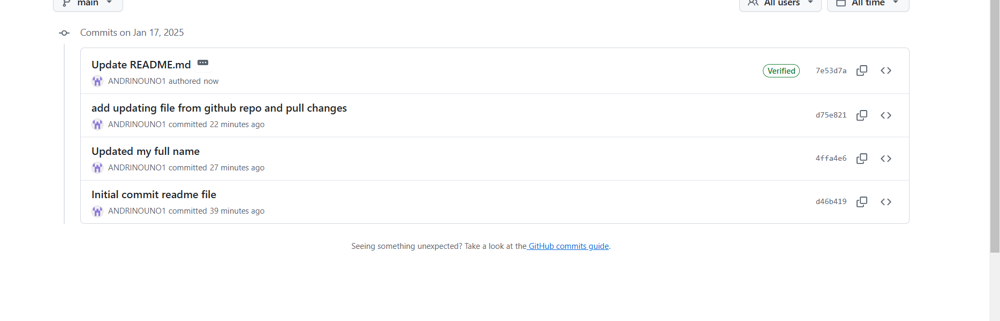 main
All users
All time
Commits on Jan 17, 2025
Update README.md
Verified
7e53d7a
ANDRINOUNO1 authored now
add updating file from github repo and pull changes
d75e821
ANDRINOUNO1 committed 22 minutes ago
Updated my full name
4ffa4e6
ANDRINOUNO1 committed 27 minutes ago
Initial commit readme file
d46b419
ANDRINOUNO1 committed 39 minutes ago
Seeing something unexpected? Take a look at the GitHub commits guide.